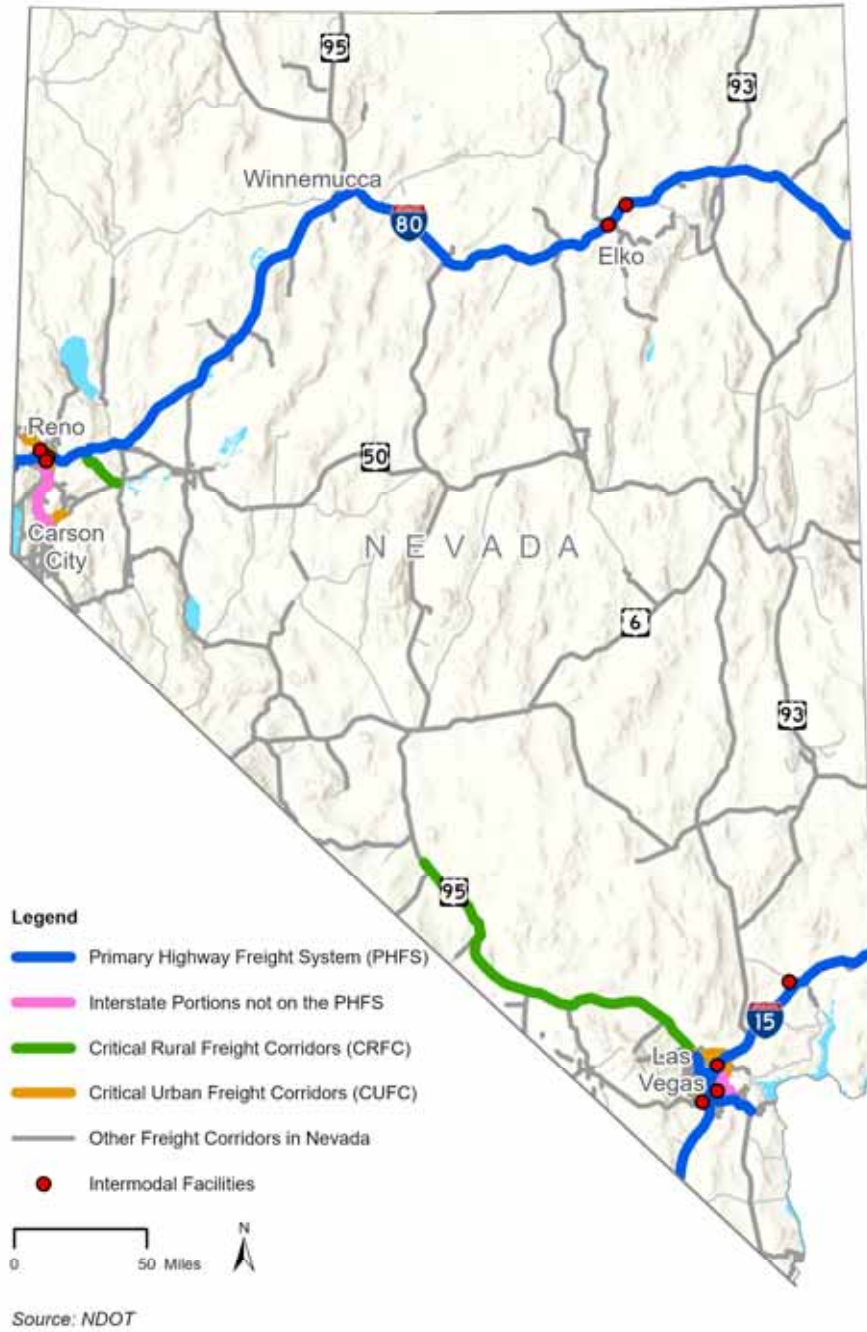 95
93
Winnemucca
80
Elko
Reno
50
Carson
City
NEVADA
6
93
95
15
Las
Vegas
Legend
Primary Highway Freight System (PHFS)
Interstate Portions not on the PHFS
Critical Rural Freight Corridors (CRFC)
Critical Urban Freight Corridors (CUFC)
Other Freight Corridors in Nevada
Intermodal Facilities
N
0 50 Miles
Source: NDOT